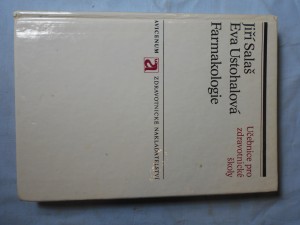 Jiří Salaš
Eva Ustohalová
Farmakologie
Učebnice pro
zdravotnické
školy
AVICENUM
a
ZDRAVOTNICKÉ NAKLADATELSTVÍ